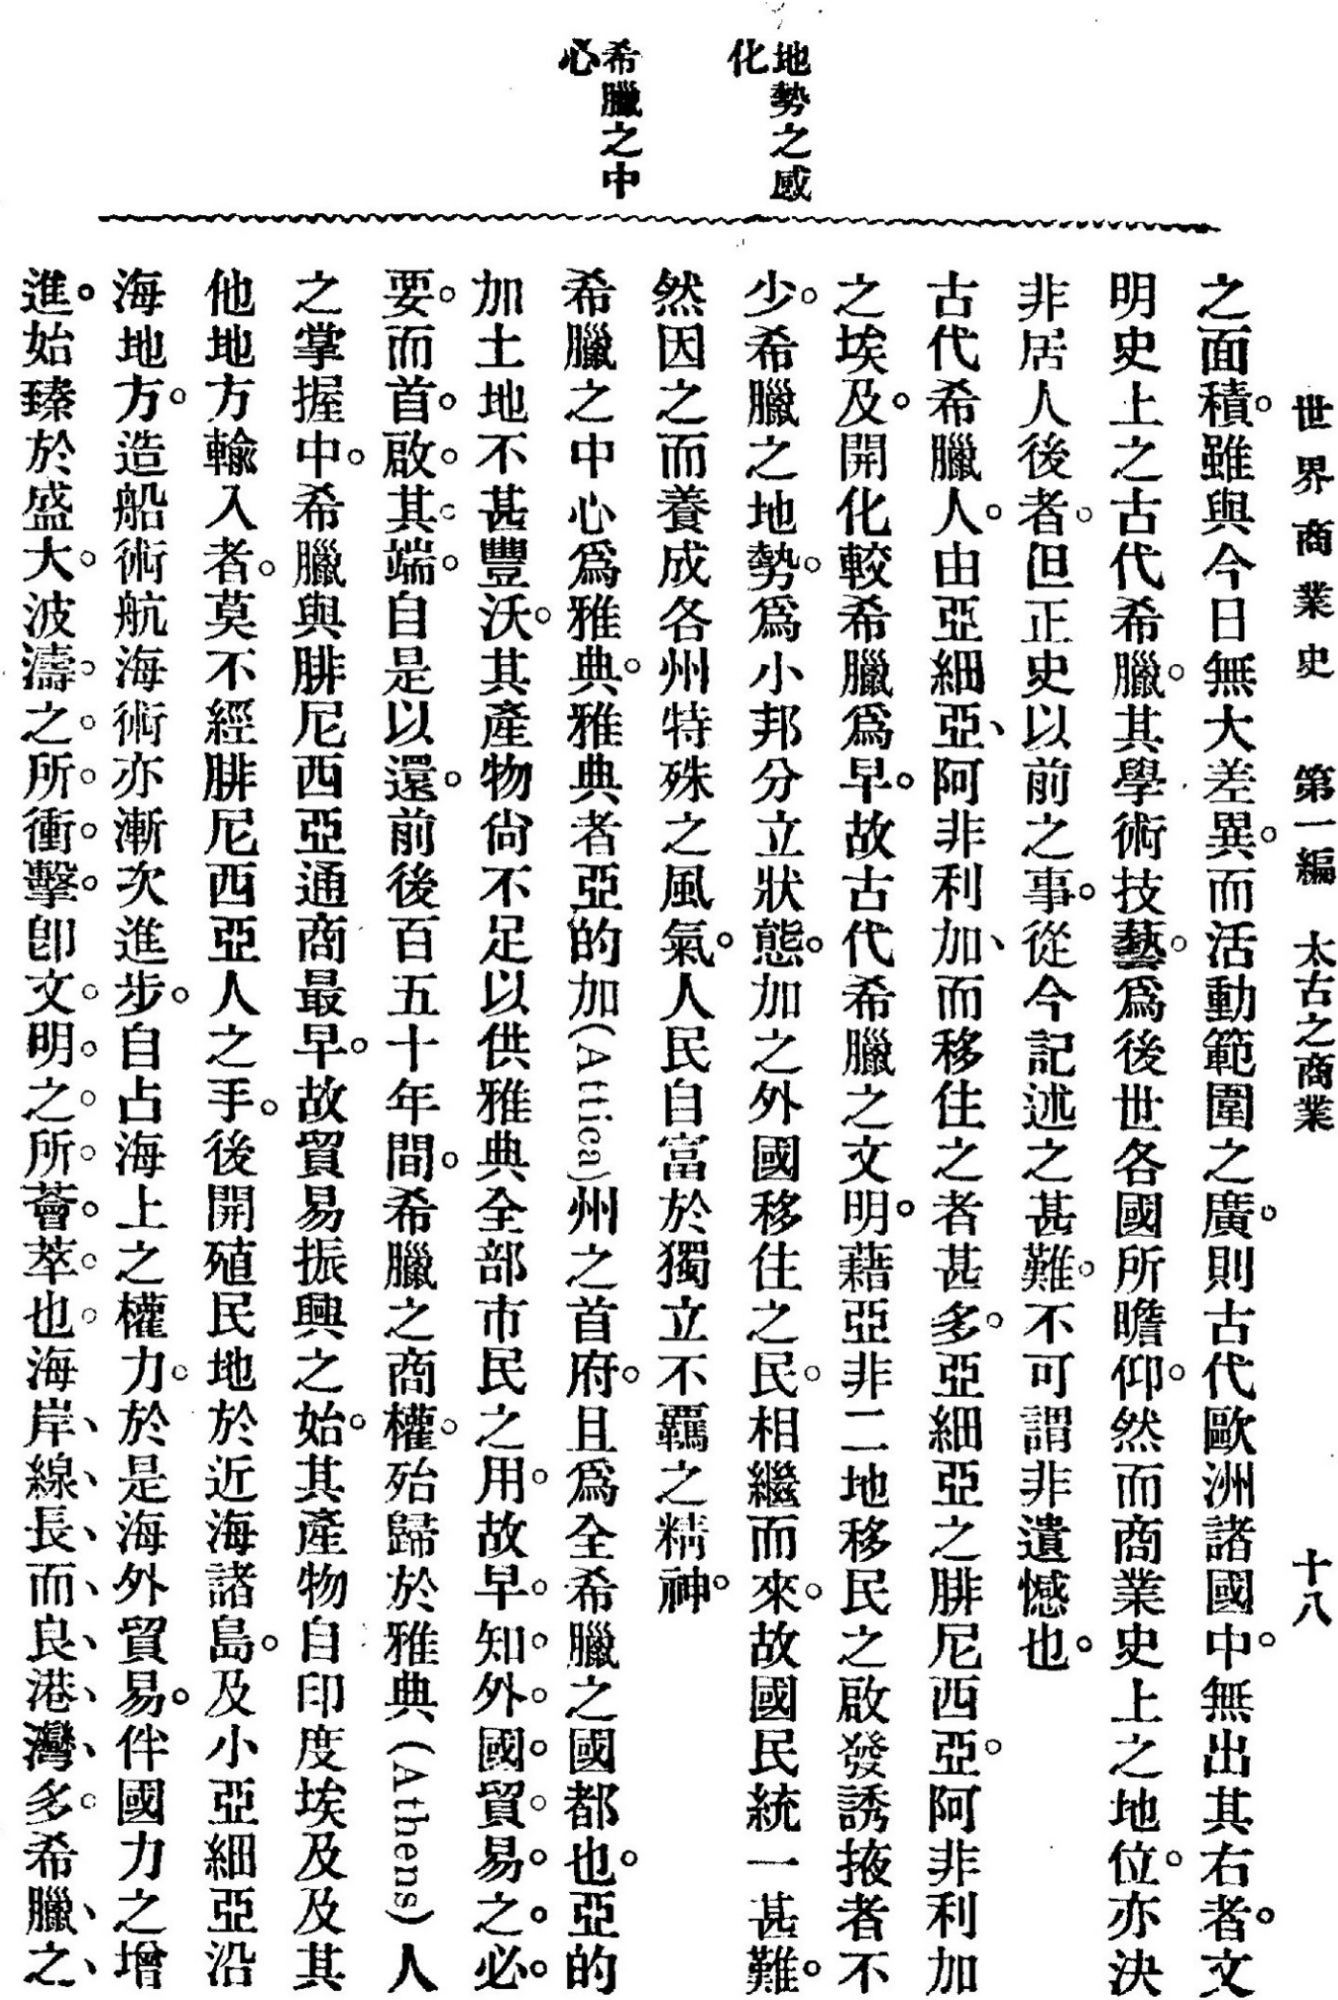 世界商業史　第一編　太古之商業　十八
地勢之感
化
希臘之中
心
之面積。雖與今日無大差異。而活動範圍之廣。則古代歐洲諸國中。無出其右者。文
明史上之古代希臘。其學術技藝。爲後世各國所瞻仰。然而商業史上之地位。亦決
非居人後者。但正史以前之事。從今記述之甚難。不可謂非遺憾也。
古代希臘人。由亞細亞、阿非利加、而移住之者甚多。亞細亞之腓尼西亞。阿非利加
之埃及。開化較希臘爲早。故古代希臘之文明。藉亞非二地移民之啟發誘掖者不
少。希臘之地勢。爲小邦分立狀態。加之外國移住之民。相繼而來。故國民統一甚難。
然因之而養成各州特殊之風氣。人民自富於獨立不羈之精神。
希臘之中心爲雅典。雅典者亞的加(Attica)州之首府。且爲全希臘之國都也。亞的
加土地不甚豐沃。其產物尙不足以供雅典全部市民之用。故早。知。外。國。貿。易。之。必。
要。而首。啟。其。端。自是以還。前後百五十年間。希臘之商權。殆歸於雅典(Athens)人
之掌握中。希臘與腓尼西亞通商最早。故貿易振興之始。其產物自印度埃及及其
他地方輸入者。莫不經腓尼西亞人之手。後開殖民地於近海諸島。及小亞細亞沿
海地方。造船術航海術亦漸次進步。自占海上之權力。於是海外貿易。伴國力之增
進。始臻於盛大。波濤。之。所。衝。擊。卽文。明。之。所。薈。萃。也。海岸、線、長、而、良、港、灣、多。希臘、之、